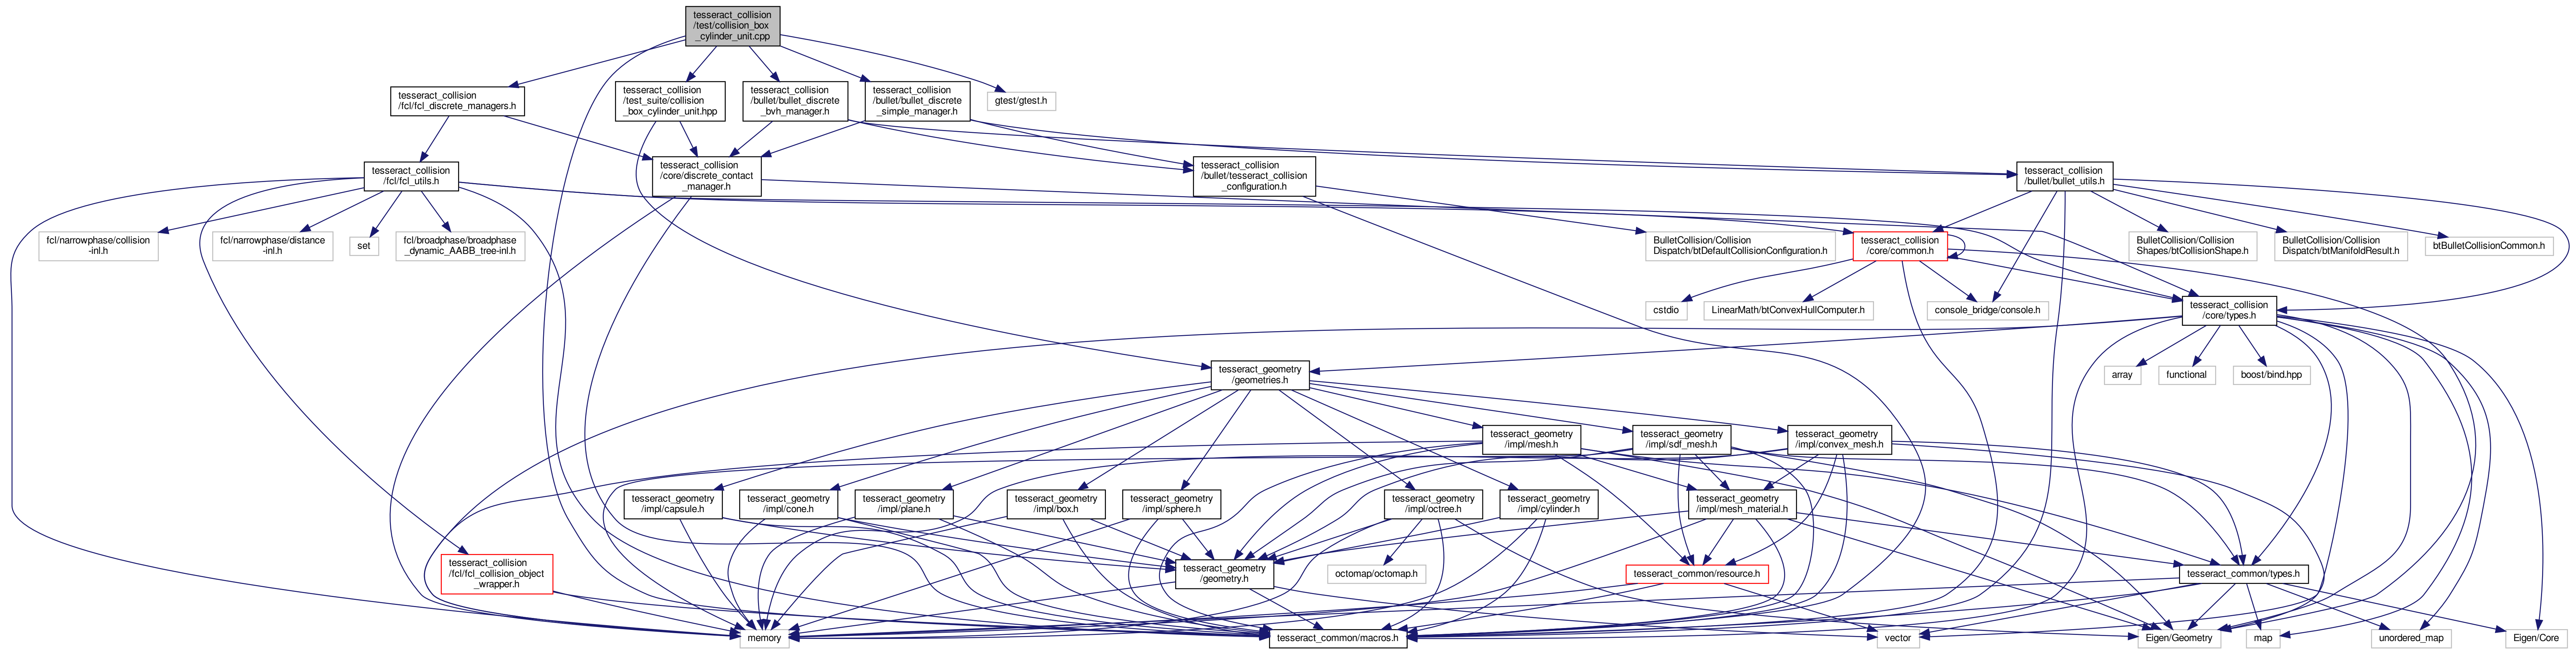 tesseract_collision
/test/collision_box
_cylinder_unit.cpp
tesseract_collision
/fcl/fcl_discrete_managers.h
tesseract_collision
/test_suite/collision
_box_cylinder_unit.hpp
tesseract_collision
/bullet/bullet_discrete
_bvh_manager.h
tesseract_collision
/bullet/bullet_discrete
_simple_manager.h
gtest/gtest.h
tesseract_collision
/fcl/fcl_utils.h
tesseract_collision
/core/discrete_contact
_manager.h
tesseract_collision
/bullet/tesseract_collision
_configuration.h
tesseract_collision
/bullet/bullet_utils.h
fcl/narrowphase/collision
-inl.h
fcl/narrowphase/distance
-inl.h
set
fcl/broadphase/broadphase
_dynamic_AABB_tree-inl.h
BulletCollision/Collision
Dispatch/btDefaultCollisionConfiguration.h
tesseract_collision
/core/common.h
BulletCollision/Collision
Shapes/btCollisionShape.h
BulletCollision/Collision
Dispatch/btManifoldResult.h
btBulletCollisionCommon.h
cstdio
LinearMath/btConvexHullComputer.h
console_bridge/console.h
tesseract_collision
/core/types.h
tesseract_geometry
/geometries.h
array
functional
boost/bind.hpp
tesseract_geometry
/impl/mesh.h
tesseract_geometry
/impl/sdf_mesh.h
tesseract_geometry
/impl/convex_mesh.h
tesseract_geometry
/impl/capsule.h
tesseract_geometry
/impl/cone.h
tesseract_geometry
/impl/plane.h
tesseract_geometry
/impl/box.h
tesseract_geometry
/impl/sphere.h
tesseract_geometry
/impl/octree.h
tesseract_geometry
/impl/cylinder.h
tesseract_geometry
/impl/mesh_material.h
tesseract_collision
/fcl/fcl_collision_object
_wrapper.h
tesseract_geometry
/geometry.h
octomap/octomap.h
tesseract_common/resource.h
tesseract_common/types.h
memory
tesseract_common/macros.h
vector
Eigen/Geometry
map
unordered_map
Eigen/Core